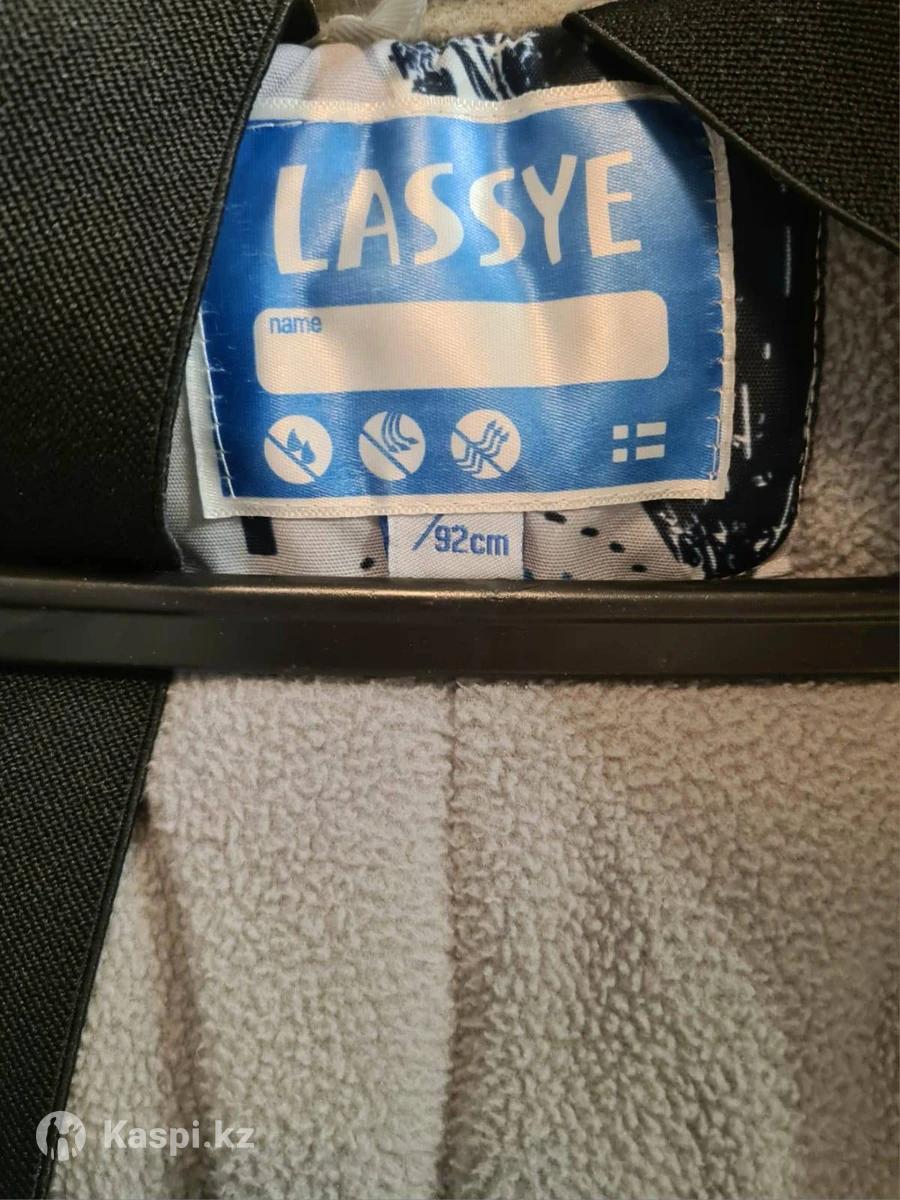 LASSYE
name
/92cm
Kaspi.kz